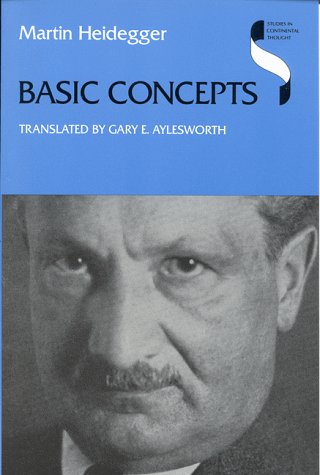 Martin Heidegger
STUDIES IN
CONTINENTAL
THOUGHT
BASIC CONCEPTS
TRANSLATED BY GARY E. AYLESWORTH